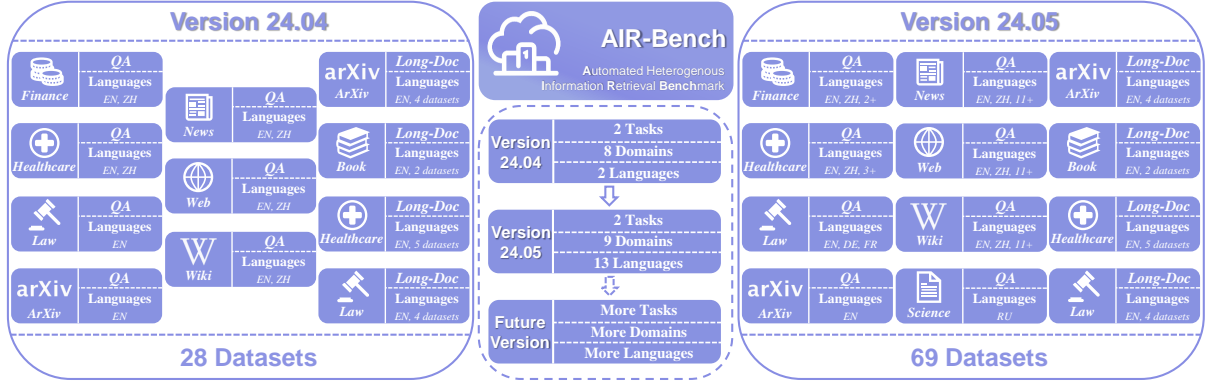 Version 24.04
QA
Languages
EN, ZH
Finance
QA
Languages
EN, ZH
Healthcare
QA
Languages
EN
Law
arXiv
QA
Languages
EN
ArXiv
QA
Languages
EN, ZH
News
QA
Languages
EN, ZH
Web
W
QA
Languages
EN, ZH
Wiki
arXiv
Long-Doc
Languages
EN, 4 datasets
ArXiv
Long-Doc
Languages
EN, 2 datasets
Book
Long-Doc
Languages
EN, 5 datasets
Healthcare
Long-Doc
Languages
EN, 4 datasets
Law
28 Datasets
1
AIR-Bench
Automated Heterogenous
Information Retrieval Benchmark
Version
24.04
2 Tasks
8 Domains
2 Languages
Version
24.05
2 Tasks
9 Domains
13 Languages
Future
Version
More Tasks
More Domains
More Languages
Version 24.05
QA
Languages
EN, ZH, 2+
Finance
QA
Languages
EN, ZH, 3+
Healthcare
QA
Languages
EN, DE, FR
Law
arXiv
QA
Languages
EN
ArXiv
QA
Languages
EN, ZH, 11+
News
QA
Languages
EN, ZH, 11+
Web
W
QA
Languages
EN, ZH, 11+
Wiki
QA
Languages
RU
Science
arXiv
Long-Doc
Languages
EN, 4 datasets
ArXiv
Long-Doc
Languages
EN, 2 datasets
Book
Long-Doc
Languages
EN, 5 datasets
Healthcare
Long-Doc
Languages
EN, 4 datasets
Law
69 Datasets